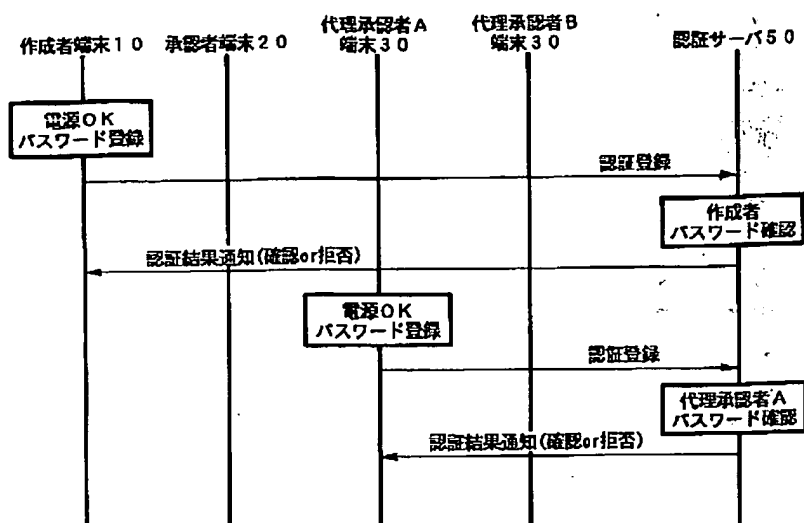 作成者端末10
承認者端末20
代理承認者A
端末30
代理承認者B
端末30
認証サーバ50
電源OK
パスワード登録
認証登録
作成者
パスワード確認
認証結果通知(確認or拒否)
電源OK
パスワード登録
認証登録
代理承認者A
パスワード確認
認証結果通知(確認or拒否)